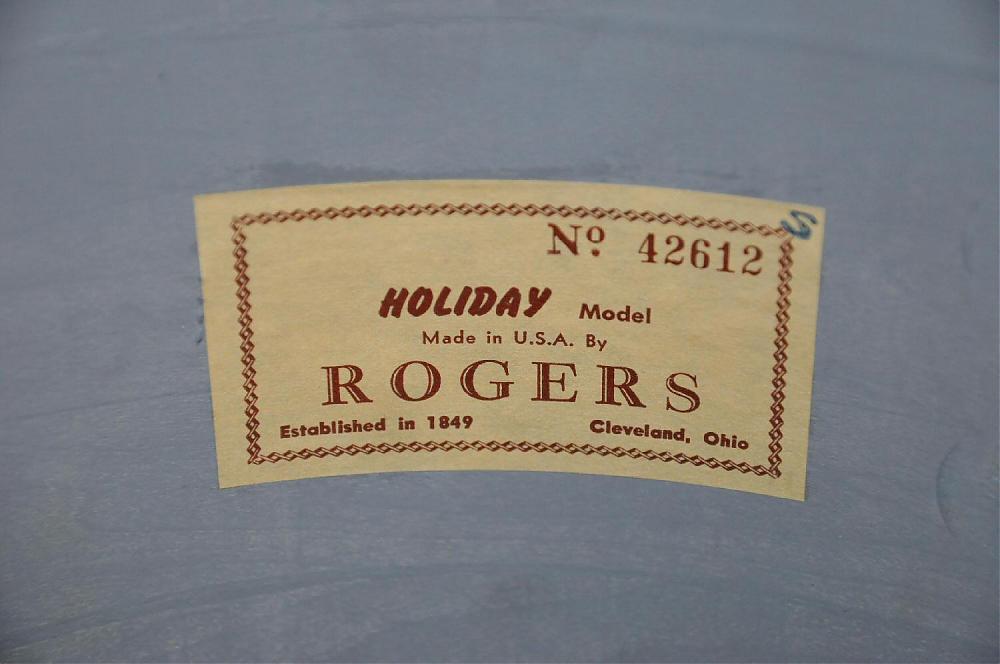 Nº 42612
HOLIDAY Model
Made in U.S.A. By
ROGERS
Established in 1849 Cleveland, Ohio